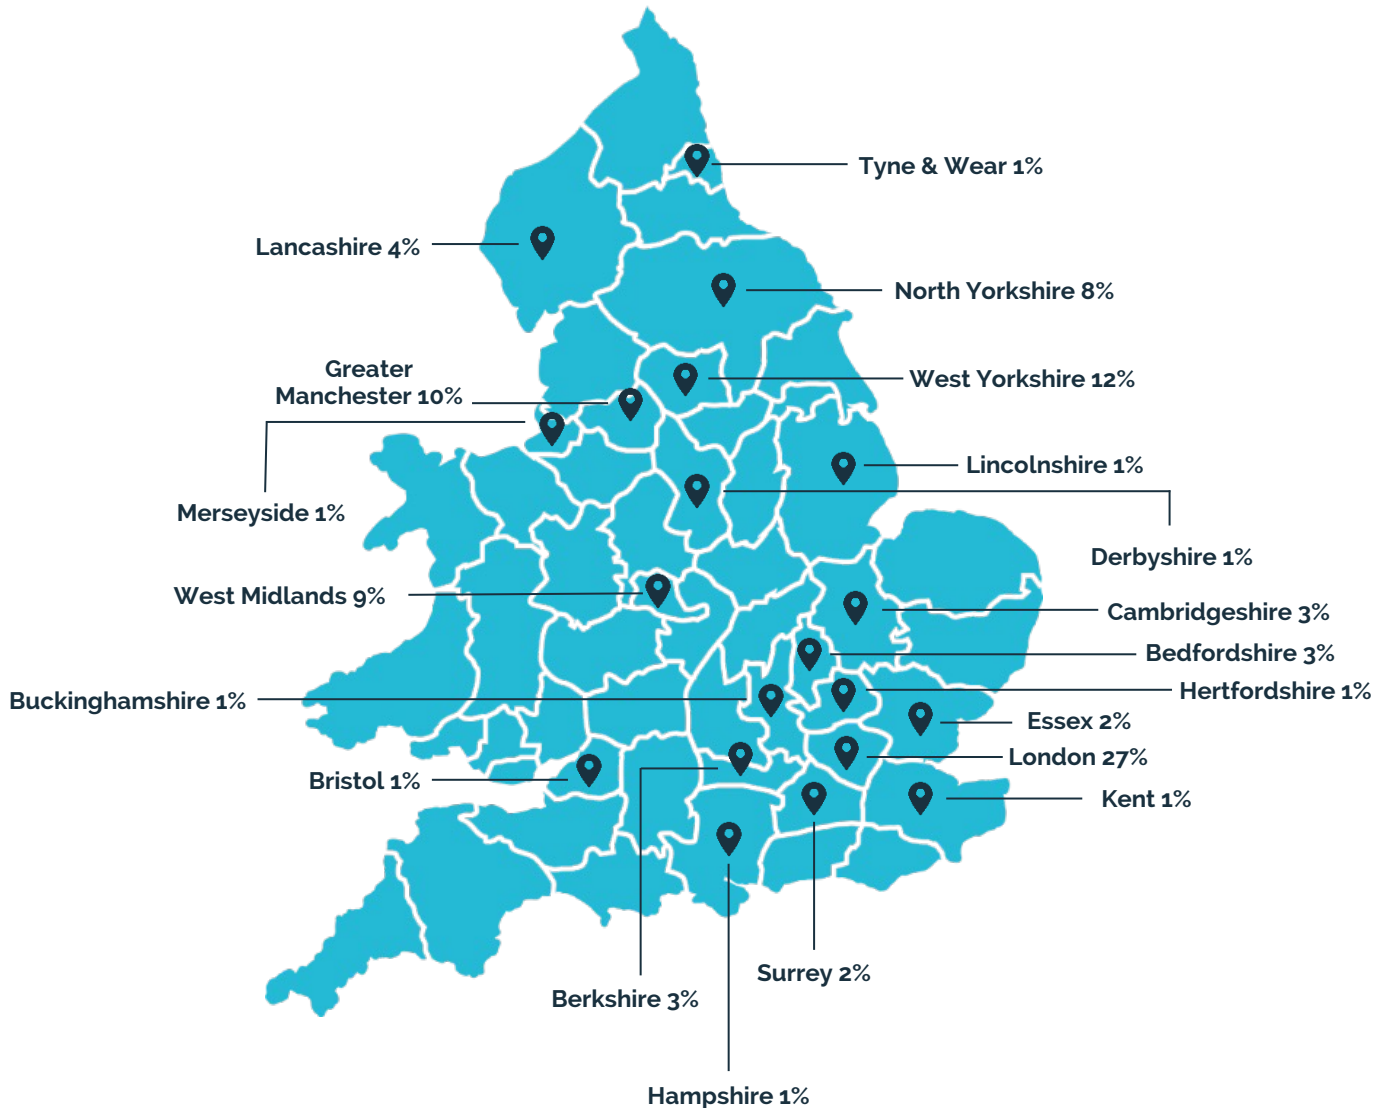 Tyne & Wear 1%
Lancashire 4%
North Yorkshire 8%
Greater
Manchester 10%
West Yorkshire 12%
Lincolnshire 1%
Merseyside 1%
Derbyshire 1%
West Midlands 9%
Cambridgeshire 3%
Bedfordshire 3%
Hertfordshire 1%
Buckinghamshire 1%
Essex 2%
London 27%
Bristol 1%
Kent 1%
Surrey 2%
Berkshire 3%
Hampshire 1%